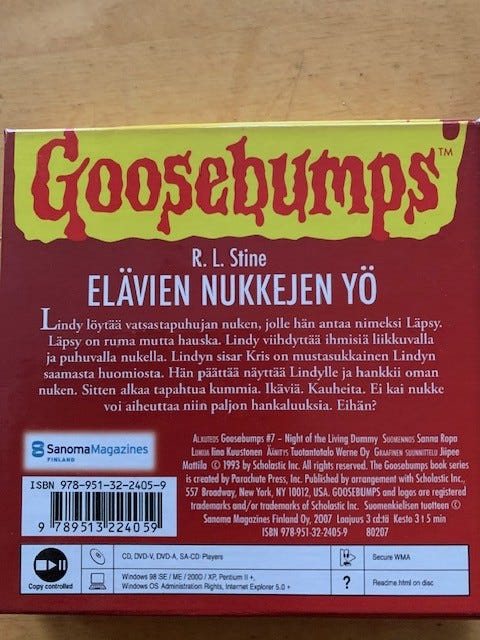 Goosebumps™
R. L. Stine
ELÄVIEN NUKKEJEN YÖ
Lindy löytää vatsastapuhujan nuken, jolle hän antaa nimeksi Läpsy.
Läpsy on ruma mutta hauska. Lindy viihdyttää ihmisiä liikkuvalla
ja puhuvalla nukella. Lindyn sisar Kris on mustasukkainen Lindyn
saamasta huomiosta. Hän päättää näyttää Lindylle ja hankkii oman
nuken. Sitten alkaa tapahtua kummia. Ikäviä. Kauheita. Ei kai nukke
voi aiheuttaa niin paljon hankaluuksia. Eihän?
SanomaMagazines
FINLAND
ISBN 978-951-32-2405-9
9 789513 224059
ALKUTEOS Goosebumps #7 – Night of the Living Dummy SUOMENNOS Sanna Ropa
LUKIJA Iina Kuustonen ÄÄNITYS Tuotantotalo Werne Oy GRAAFINEN SUUNNITTELU Jiipee
Mattila © 1993 by Scholastic Inc. All rights reserved. The Goosebumps book series
is created by Parachute Press, Inc. Published by arrangement with Scholastic Inc.,
557 Broadway, New York, NY 10012, USA. GOOSEBUMPS and logos are registered
trademarks and/or trademarks of Scholastic Inc. Suomenkielisen tuotteen ©
Sanoma Magazines Finland Oy, 2007 Laajuus 3 cd:tä Kesto 3 t 5 min
ISBN 978-951-32-2405-9 80207
Copy controlled
CD, DVD-V, DVD-A, SA-CD Players
Secure WMA
Windows 98 SE / ME / 2000 / XP, Pentium II +,
Windows OS Administration Rights, Internet Explorer 5.0 +
?
Readme.html on disc